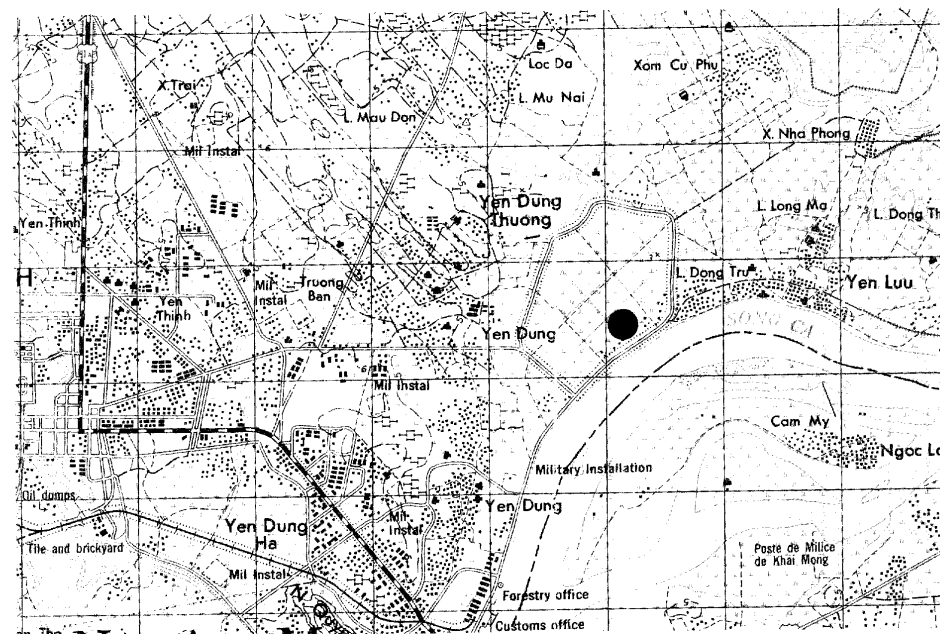 Loc Da
Xom Cu Phu
X. Trai
L. Mu Nai
L. Mau Don
X. Nha Phong
Mil Instal
Yen Dung
Thuong
L. Long Ma
L. Dong Th
Yen Thinh
H
L. Dong Tru
Yen Luu
Mil
Instal
Truong
Ban
Yen
Thinh
SONG CA
Yen Dung
Mil Instal
Cam My
Ngoc
Military Installation
Oil dumps
Yen Dung
Yen Dung
Ha
Mil
Instal
Tile and brickyard
Poste de Milice
de Khai Mong
Mil Instal
Forestry office
Customs office